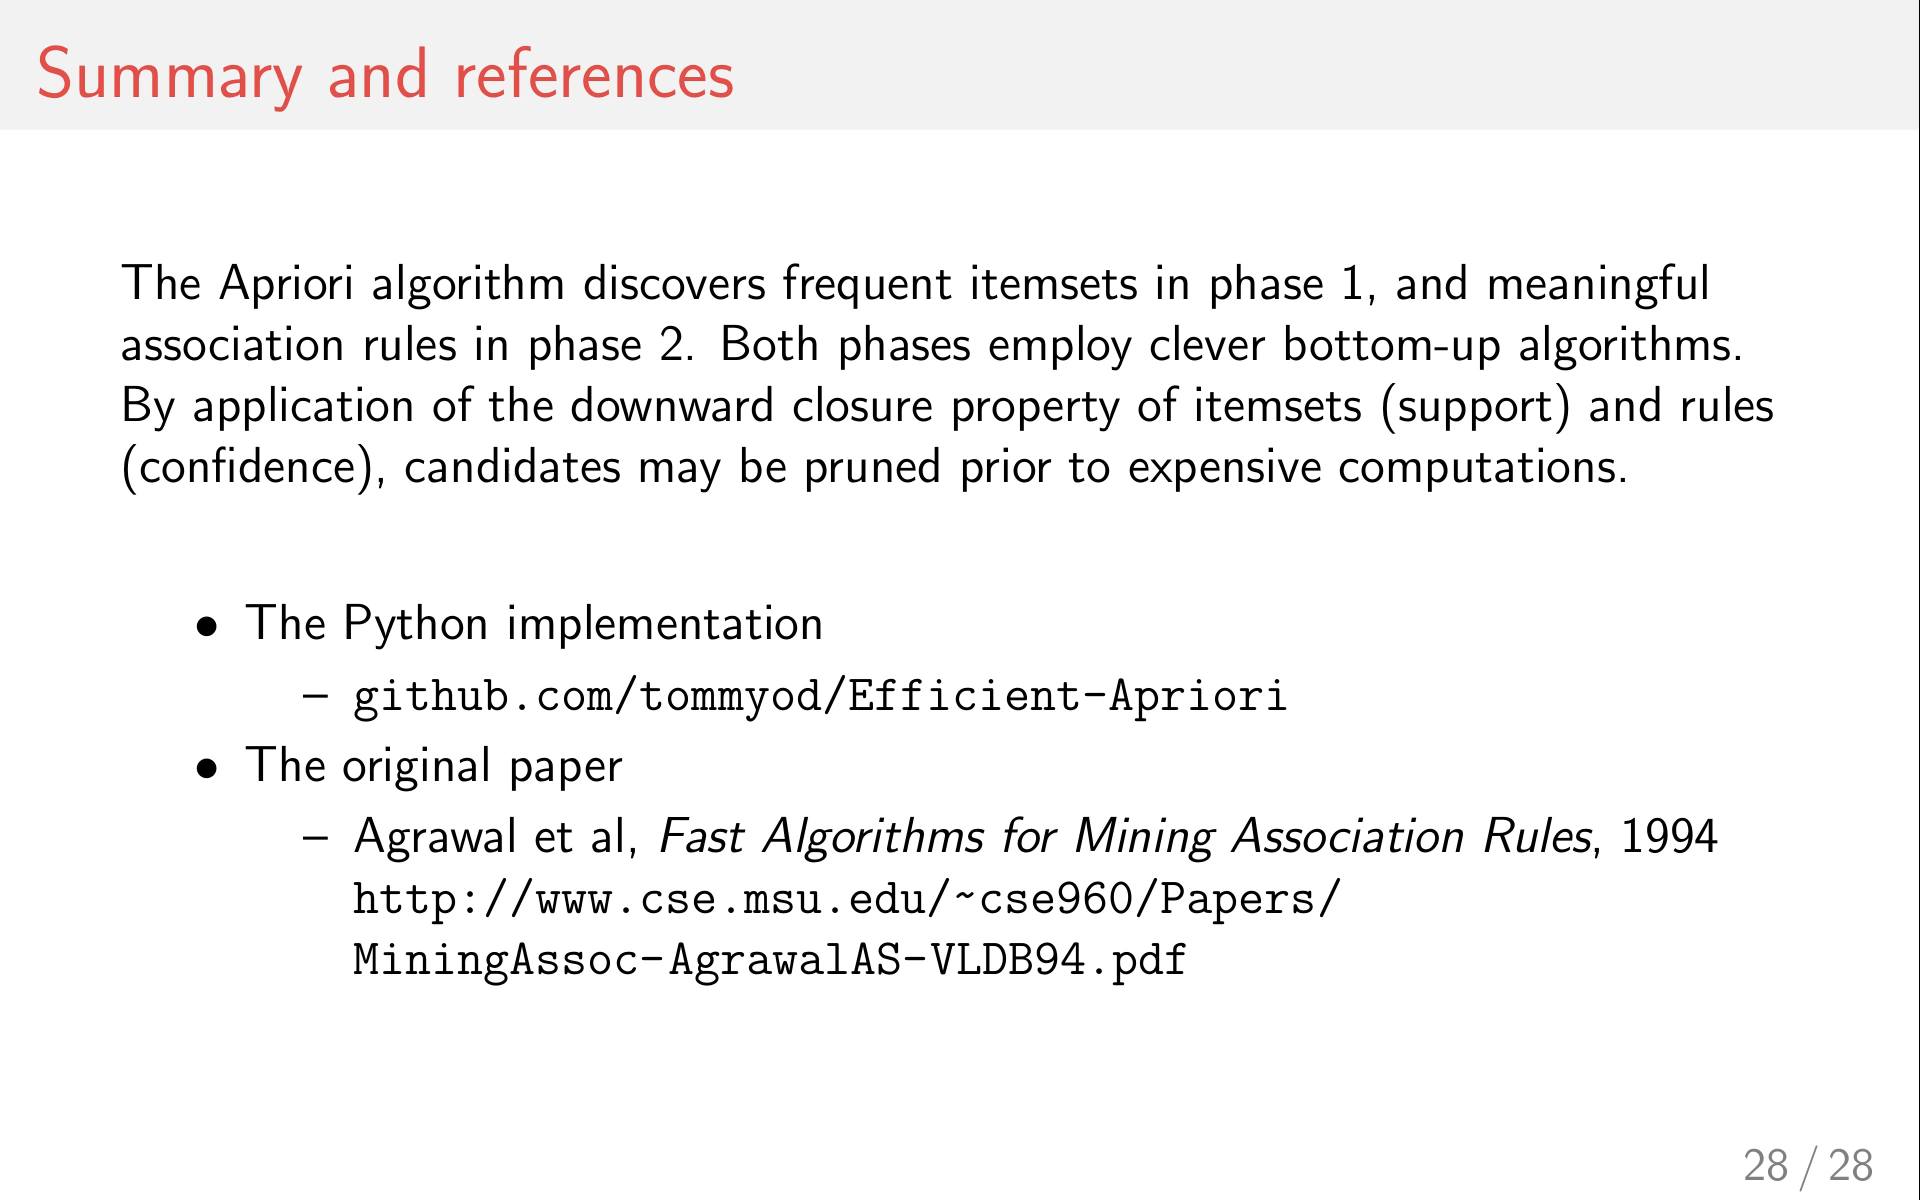 Summary and references
The Apriori algorithm discovers frequent itemsets in phase 1, and meaningful
association rules in phase 2. Both phases employ clever bottom-up algorithms.
By application of the downward closure property of itemsets (support) and rules
(confidence), candidates may be pruned prior to expensive computations.
• The Python implementation
– github.com/tommyod/Efficient-Apriori
• The original paper
– Agrawal et al, Fast Algorithms for Mining Association Rules, 1994
http://www.cse.msu.edu/~cse960/Papers/
MiningAssoc-AgrawalAS-VLDB94.pdf
28 / 28